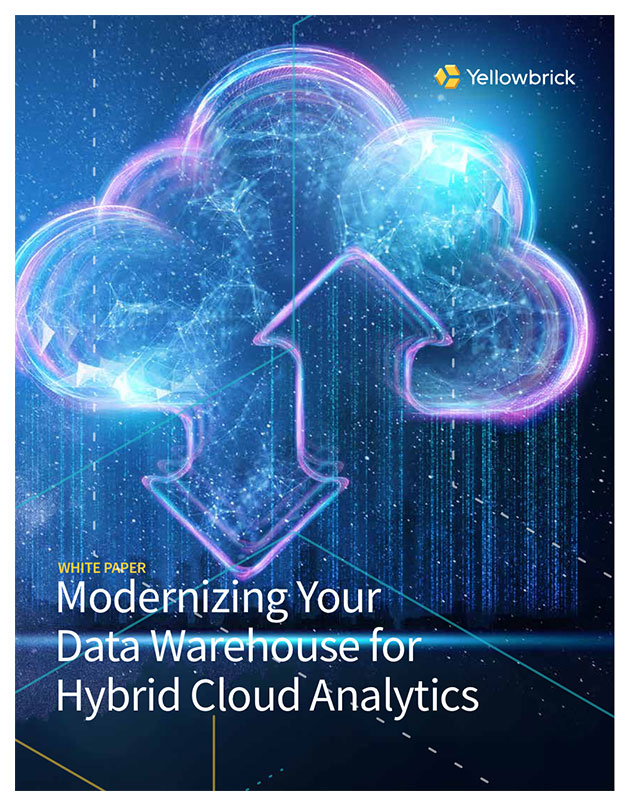 Yellowbrick
WHITE PAPER
Modernizing Your
Data Warehouse for
Hybrid Cloud Analytics